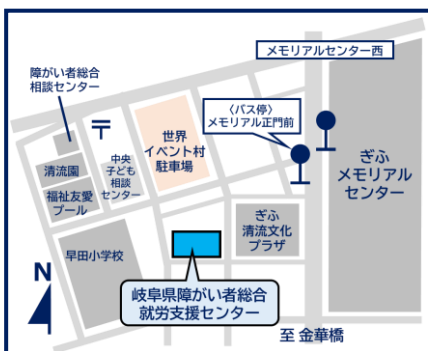 メモリアルセンター西
障がい者総合
相談センター
〒
〈バス停〉
メモリアル正門前
世界
イベント村
駐車場
中央
子ども
相談
センター
清流園
福祉友愛
プール
ぎふ
メモリアル
センター
ぎふ
清流文化
プラザ
早田小学校
N
岐阜県障がい者総合
就労支援センター
至 金華橋